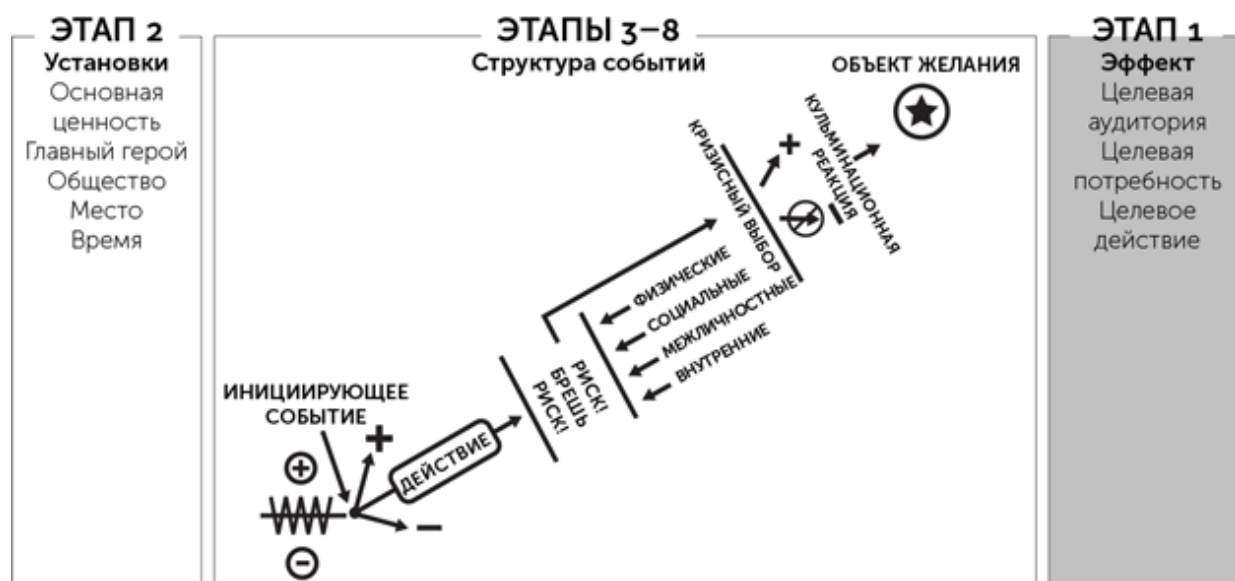 ЭТАП 2
Установки
Основная
ценность
Главный герой
Общество
Место
Время
ЭТАПЫ 3–8
Структура событий
ОБЪЕКТ ЖЕЛАНИЯ
КУЛЬМИНАЦИОННАЯ
РЕАКЦИЯ
+
–
КРИЗИСНЫЙ ВЫБОР
ФИЗИЧЕСКИЕ
СОЦИАЛЬНЫЕ
МЕЖЛИЧНОСТНЫЕ
ВНУТРЕННИЕ
РИСК!
БРЕШЬ
РИСК!
ИНИЦИИРУЮЩЕЕ
СОБЫТИЕ
+
ДЕЙСТВИЕ
+
–
–
ЭТАП 1
Эффект
Целевая
аудитория
Целевая
потребность
Целевое
действие